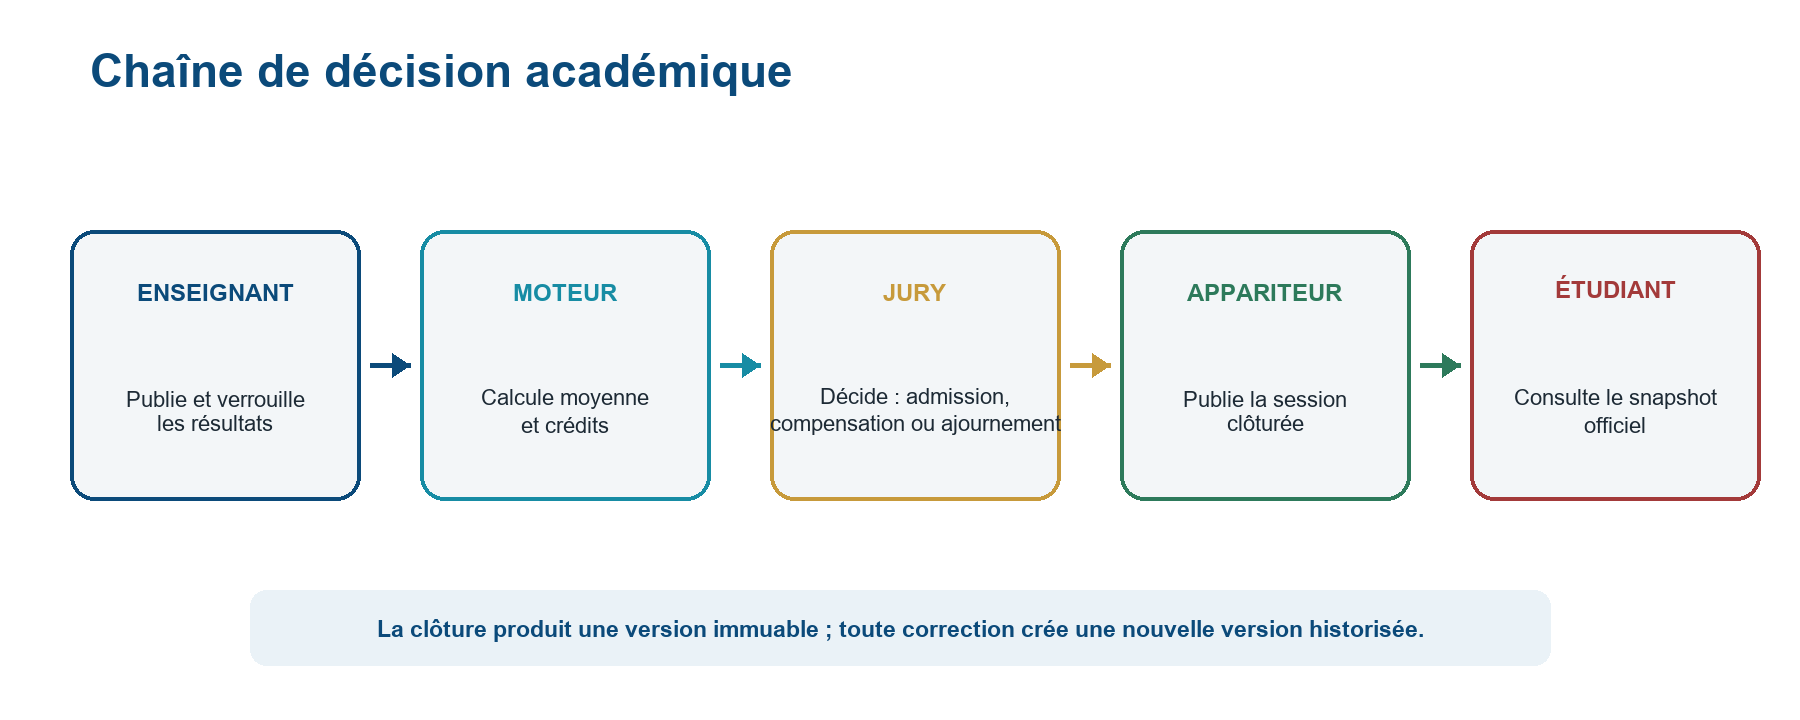 Chaîne de décision académique
ENSEIGNANT
Publie et verrouille
les résultats
MOTEUR
Calcule moyenne
et crédits
JURY
Décide : admission,
compensation ou ajournement
APPARITEUR
Publie la session
clôturée
ÉTUDIANT
Consulte le snapshot
officiel
La clôture produit une version immuable ; toute correction crée une nouvelle version historisée.